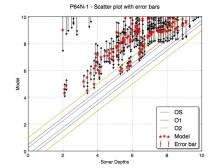 P64N-1 - Scatter plot with error bars
10
8
6
4
2
0
Model
0
2
4
6
8
10
Sonar Depths
OS
O1
O2
Model
Error bar